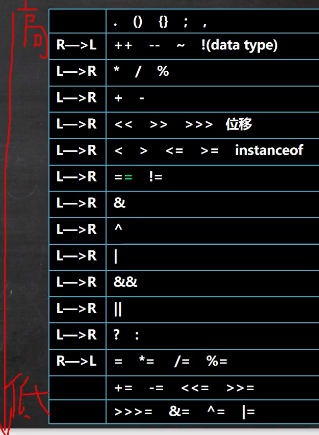 高
. () {} ; ,
R—>L ++ -- ~ !(data type)
L—>R * / %
L—>R + -
L—>R << >> >>> 位移
L—>R < > <= >= instanceof
L—>R == !=
L—>R &
L—>R ^
L—>R |
L—>R &&
L—>R ||
L—>R ? :
R—>L = *= /= %=
+= -= <<= >>=
>>>= &= ^= |=
低